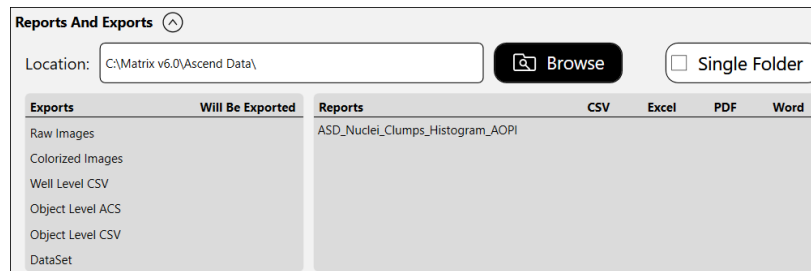 Reports And Exports
Location: C:\Matrix v6.0\Ascend Data\ Browse Single Folder
Exports Will Be Exported Reports CSV Excel PDF Word
Raw Images ASD_Nuclei_Clumps_Histogram_AOPI
Colorized Images
Well Level CSV
Object Level ACS
Object Level CSV
DataSet